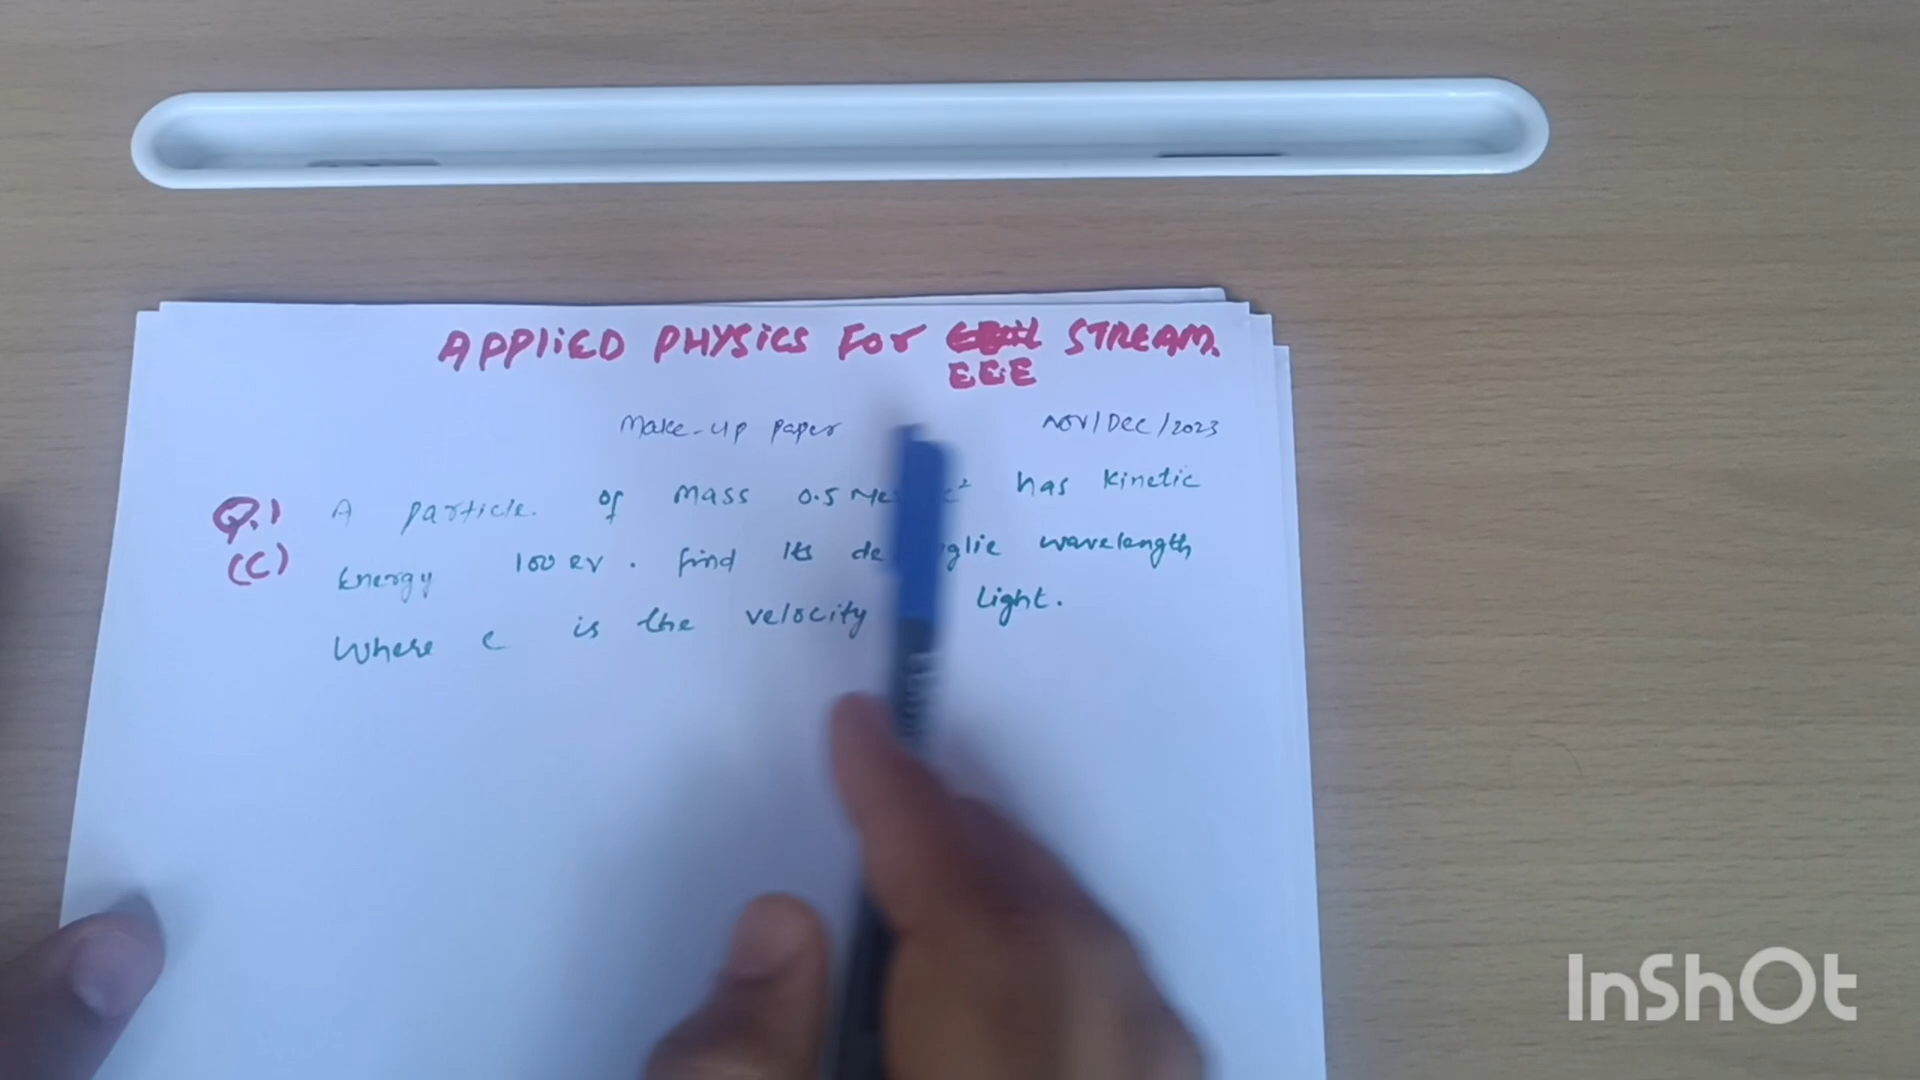 APPLIED PHYSICS FOR STREAM.
EEE
Make-up paper Nov/Dec/2023
Q.1 A particle. of mass 0.5 has kinetic
(C) Energy 100 ev. find its wavelength
Where c is the velocity light.
InShOt